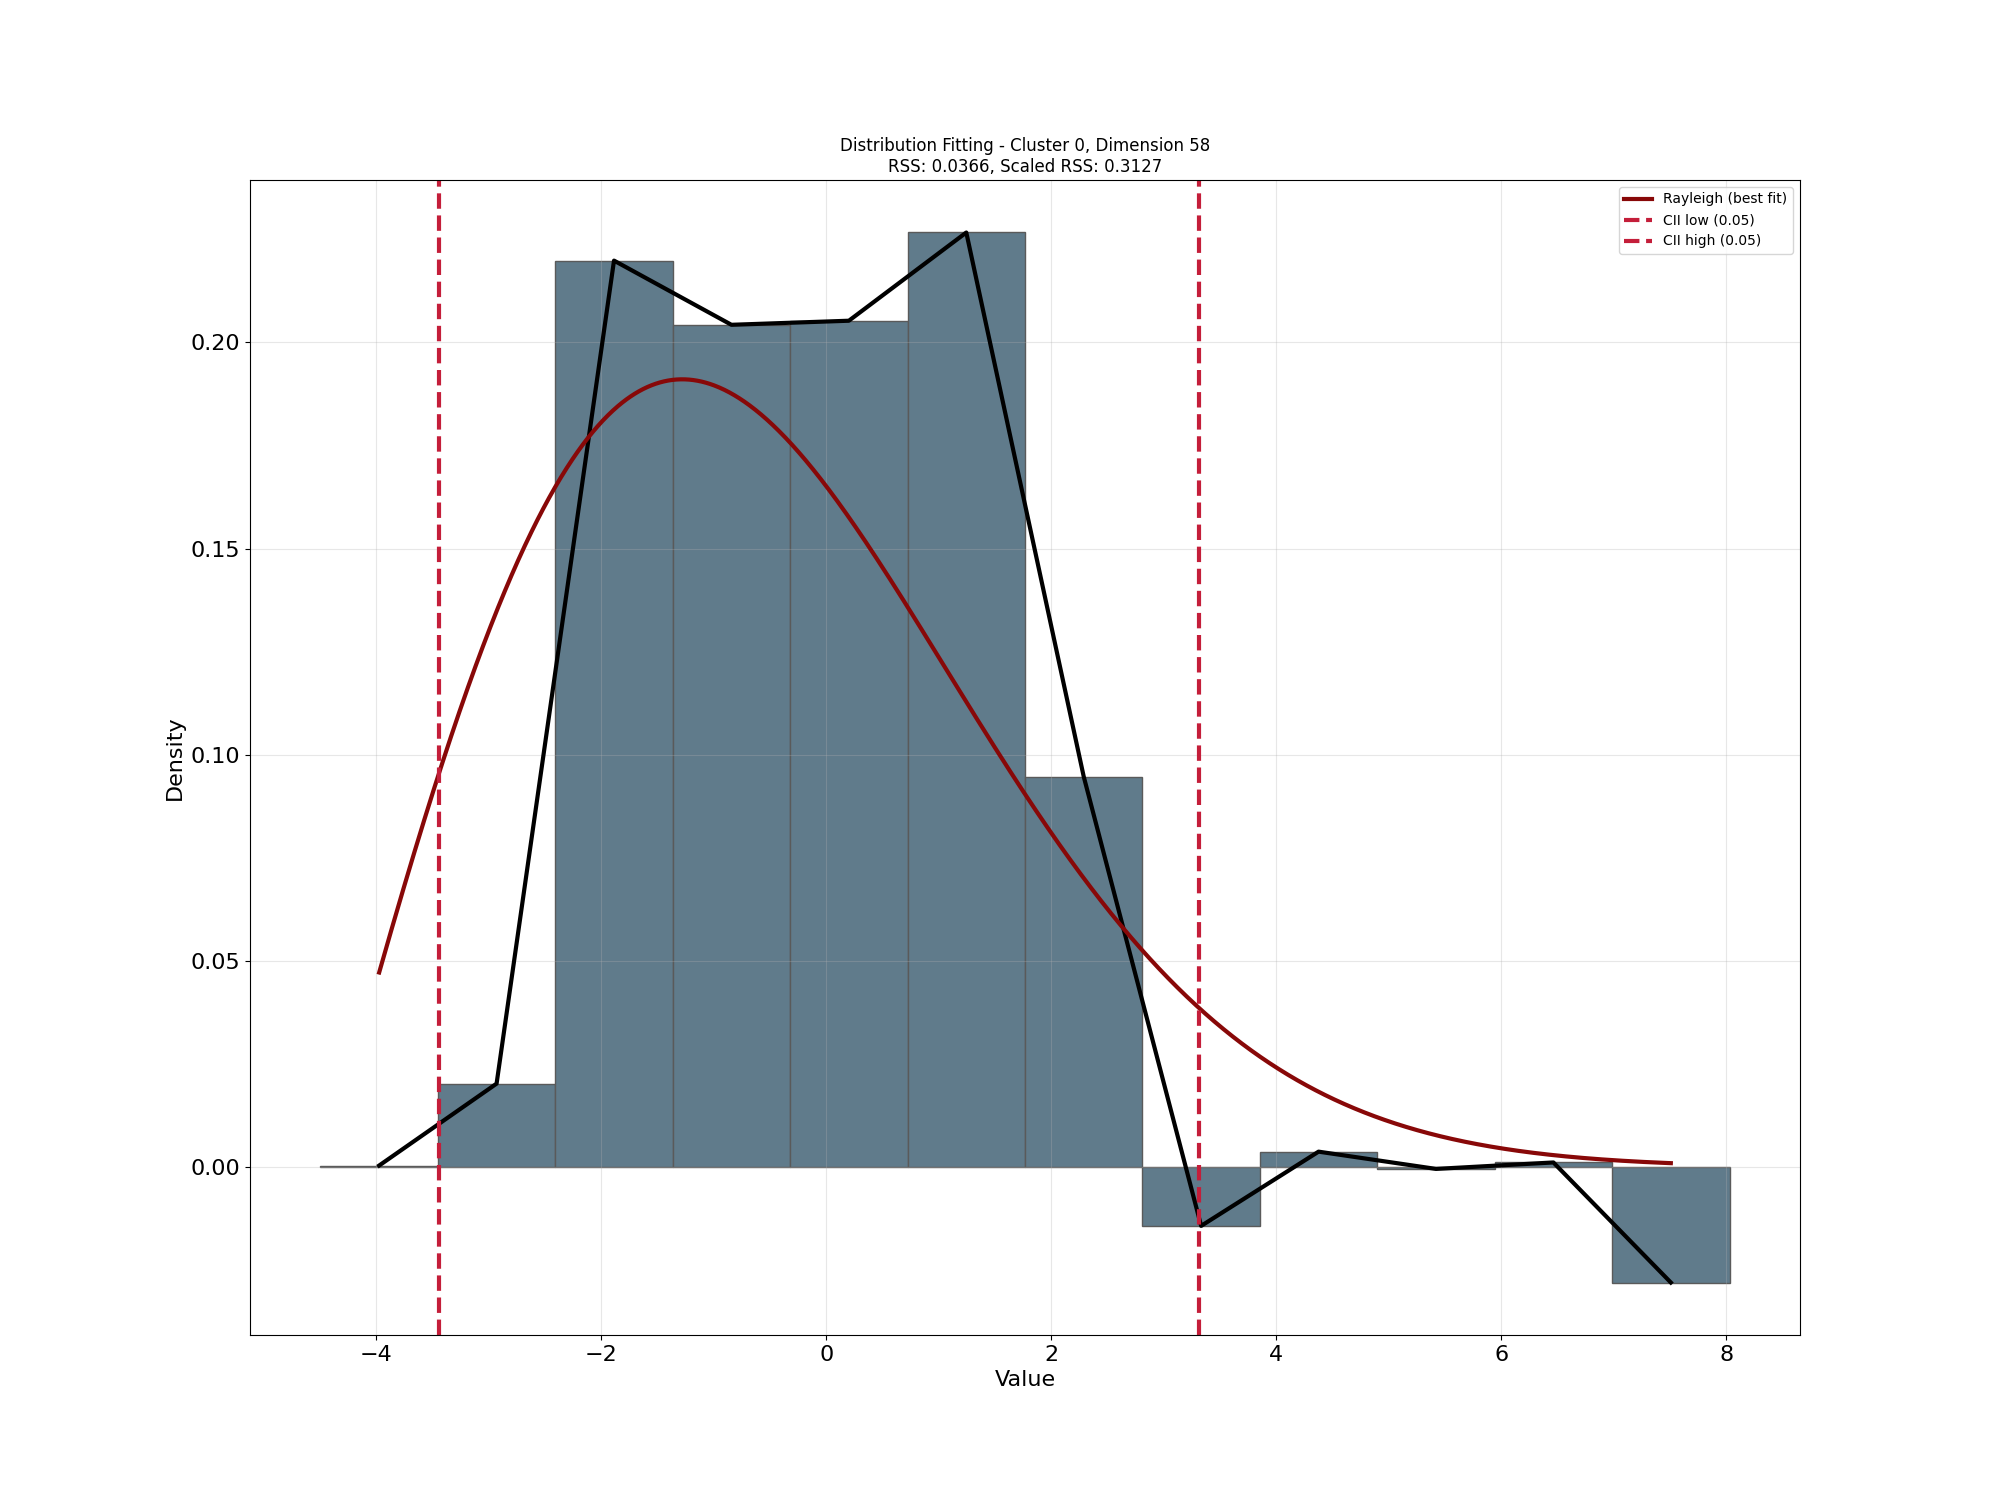 Distribution Fitting - Cluster 0, Dimension 58
RSS: 0.0366, Scaled RSS: 0.3127
Rayleigh (best fit)
CII low (0.05)
CII high (0.05)
Density
0.20
0.15
0.10
0.05
0.00
−4 −2 0 2 4 6 8
Value